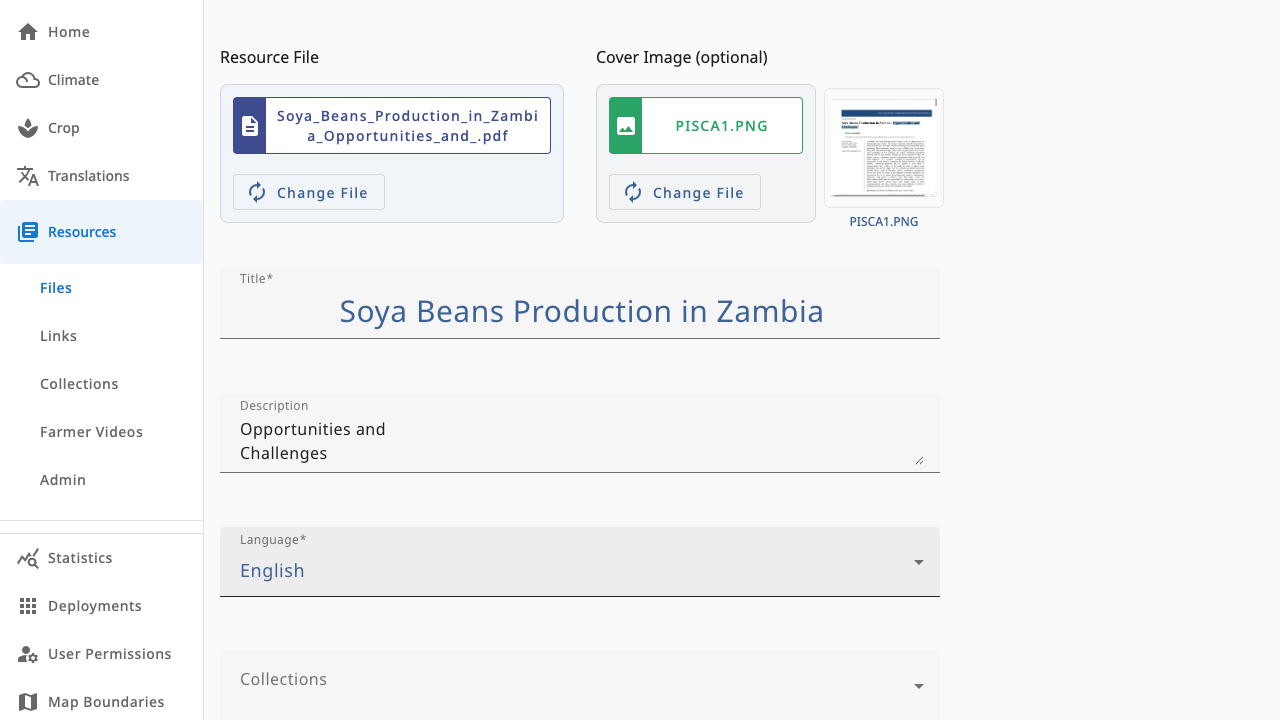 Home
Climate
Crop
Translations
Resources
Files
Links
Collections
Farmer Videos
Admin
Statistics
Deployments
User Permissions
Map Boundaries
Resource File
Soya_Beans_Production_in_Zambi
a_Opportunities_and_.pdf
Change File
Cover Image (optional)
PISCA1.PNG
Change File
PISCA1.PNG
Title*
Soya Beans Production in Zambia
Description
Opportunities and
Challenges
Language*
English
Collections